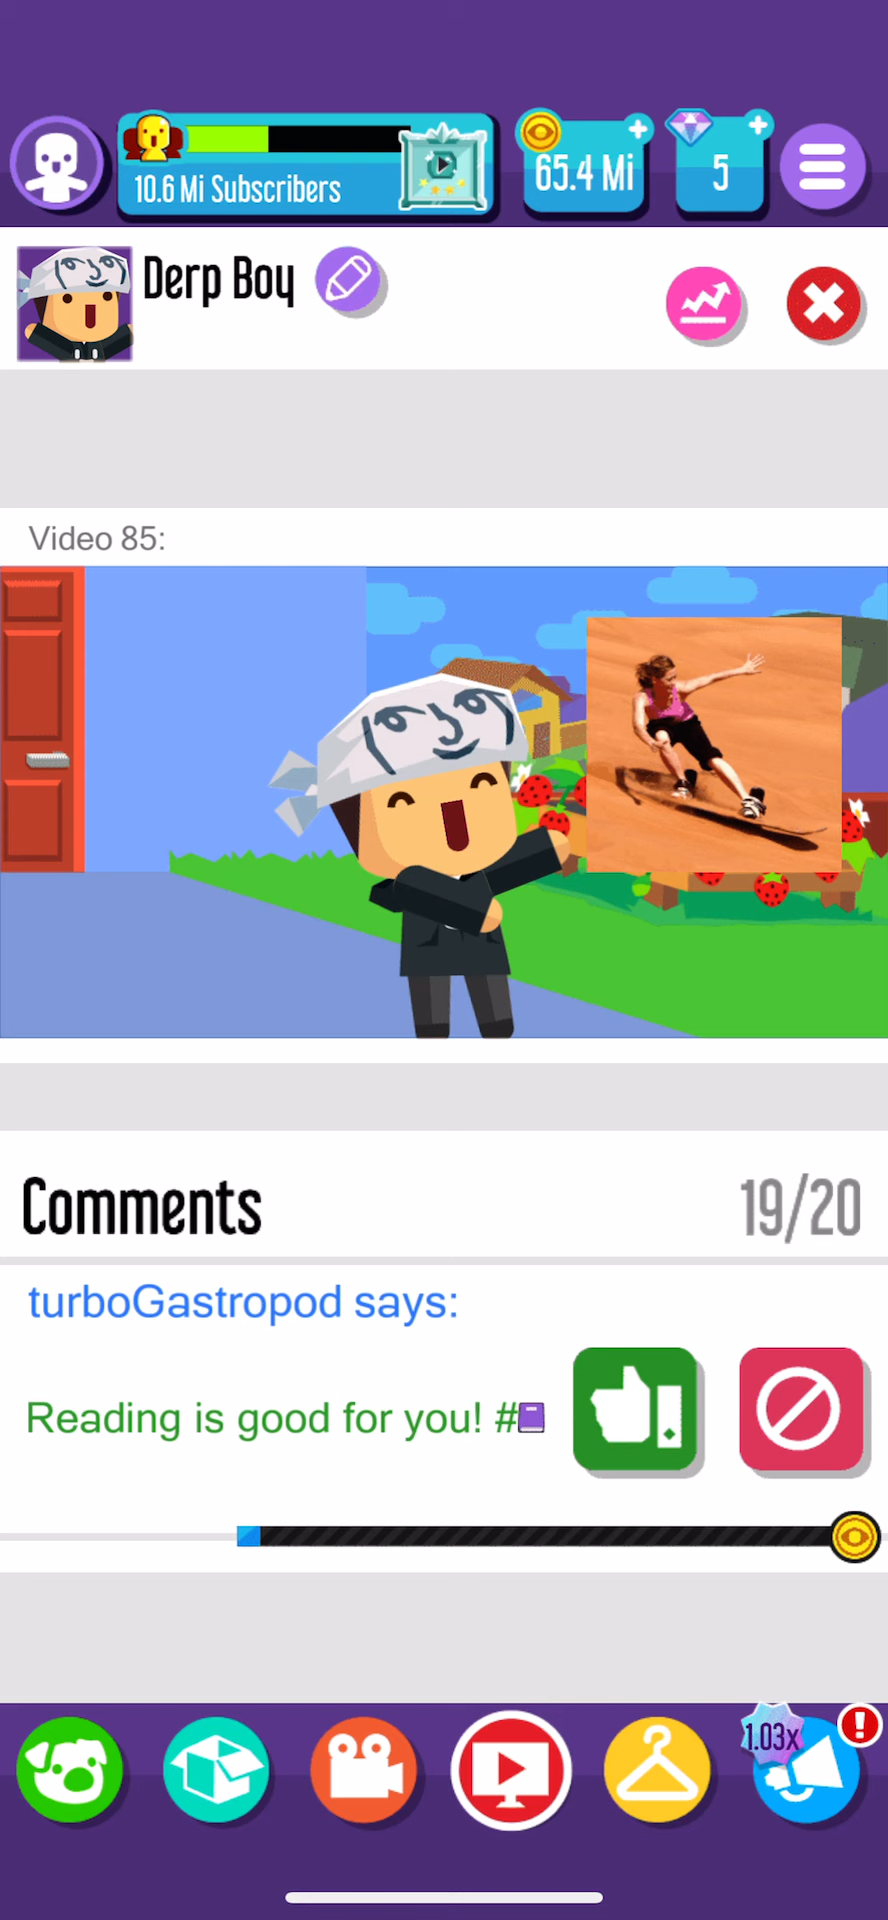 10.6 Mi Subscribers
65.4 Mi
5
Derp Boy
Video 85:
Comments
19/20
turboGastropod says:
Reading is good for you! #
1.03x